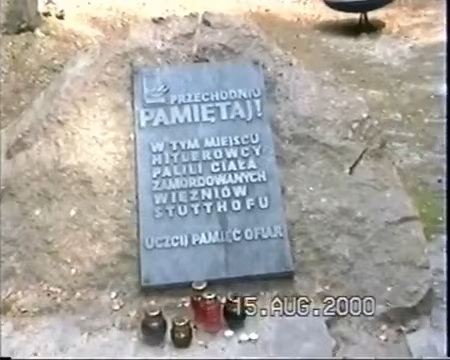 PRZECHODNIU
PAMIĘTAJ!
W TYM MIEJSCU
HITLEROWCY
PALILI CIAŁA
ZAMORDOWANYCH
WIĘŹNIÓW
STUTTHOFU
UCZCIJ PAMIĘĆ OFIAR
15.AUG.2000